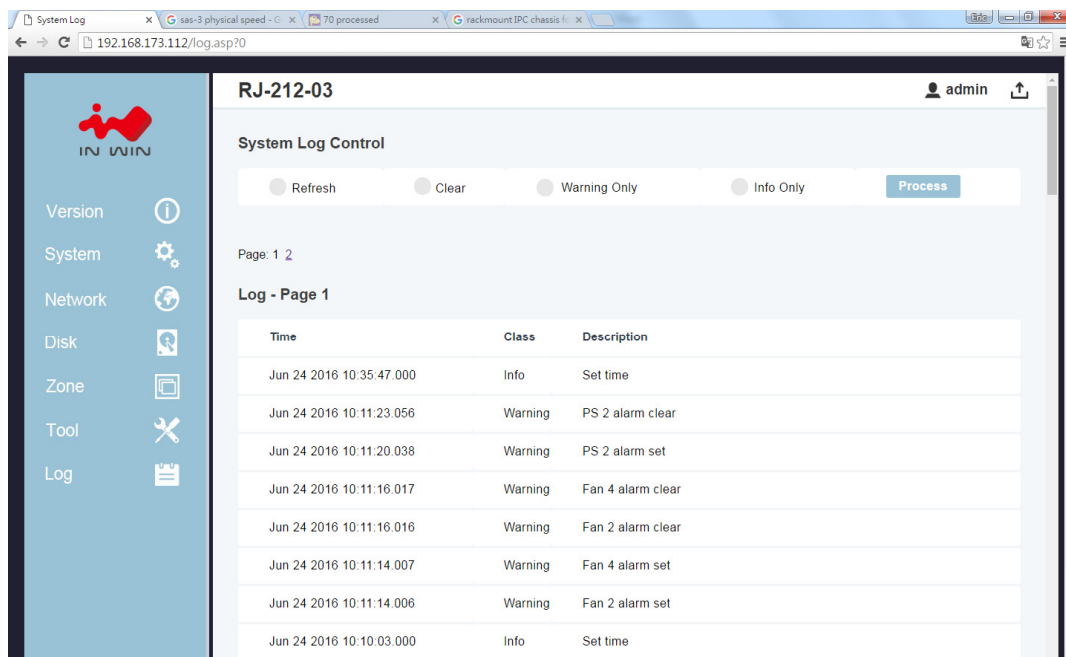 System Log
sas-3 physical speed - G
70 processed
rackmount IPC chassis f
Eric
192.168.173.112/log.asp?0
IN WIN
Version
System
Network
Disk
Zone
Tool
Log
RJ-212-03
admin
System Log Control
Refresh Clear Warning Only Info Only Process
Page: 1 2
Log - Page 1
Time Class Description
Jun 24 2016 10:35:47.000 Info Set time
Jun 24 2016 10:11:23.056 Warning PS 2 alarm clear
Jun 24 2016 10:11:20.038 Warning PS 2 alarm set
Jun 24 2016 10:11:16.017 Warning Fan 4 alarm clear
Jun 24 2016 10:11:16.016 Warning Fan 2 alarm clear
Jun 24 2016 10:11:14.007 Warning Fan 4 alarm set
Jun 24 2016 10:11:14.006 Warning Fan 2 alarm set
Jun 24 2016 10:10:03.000 Info Set time